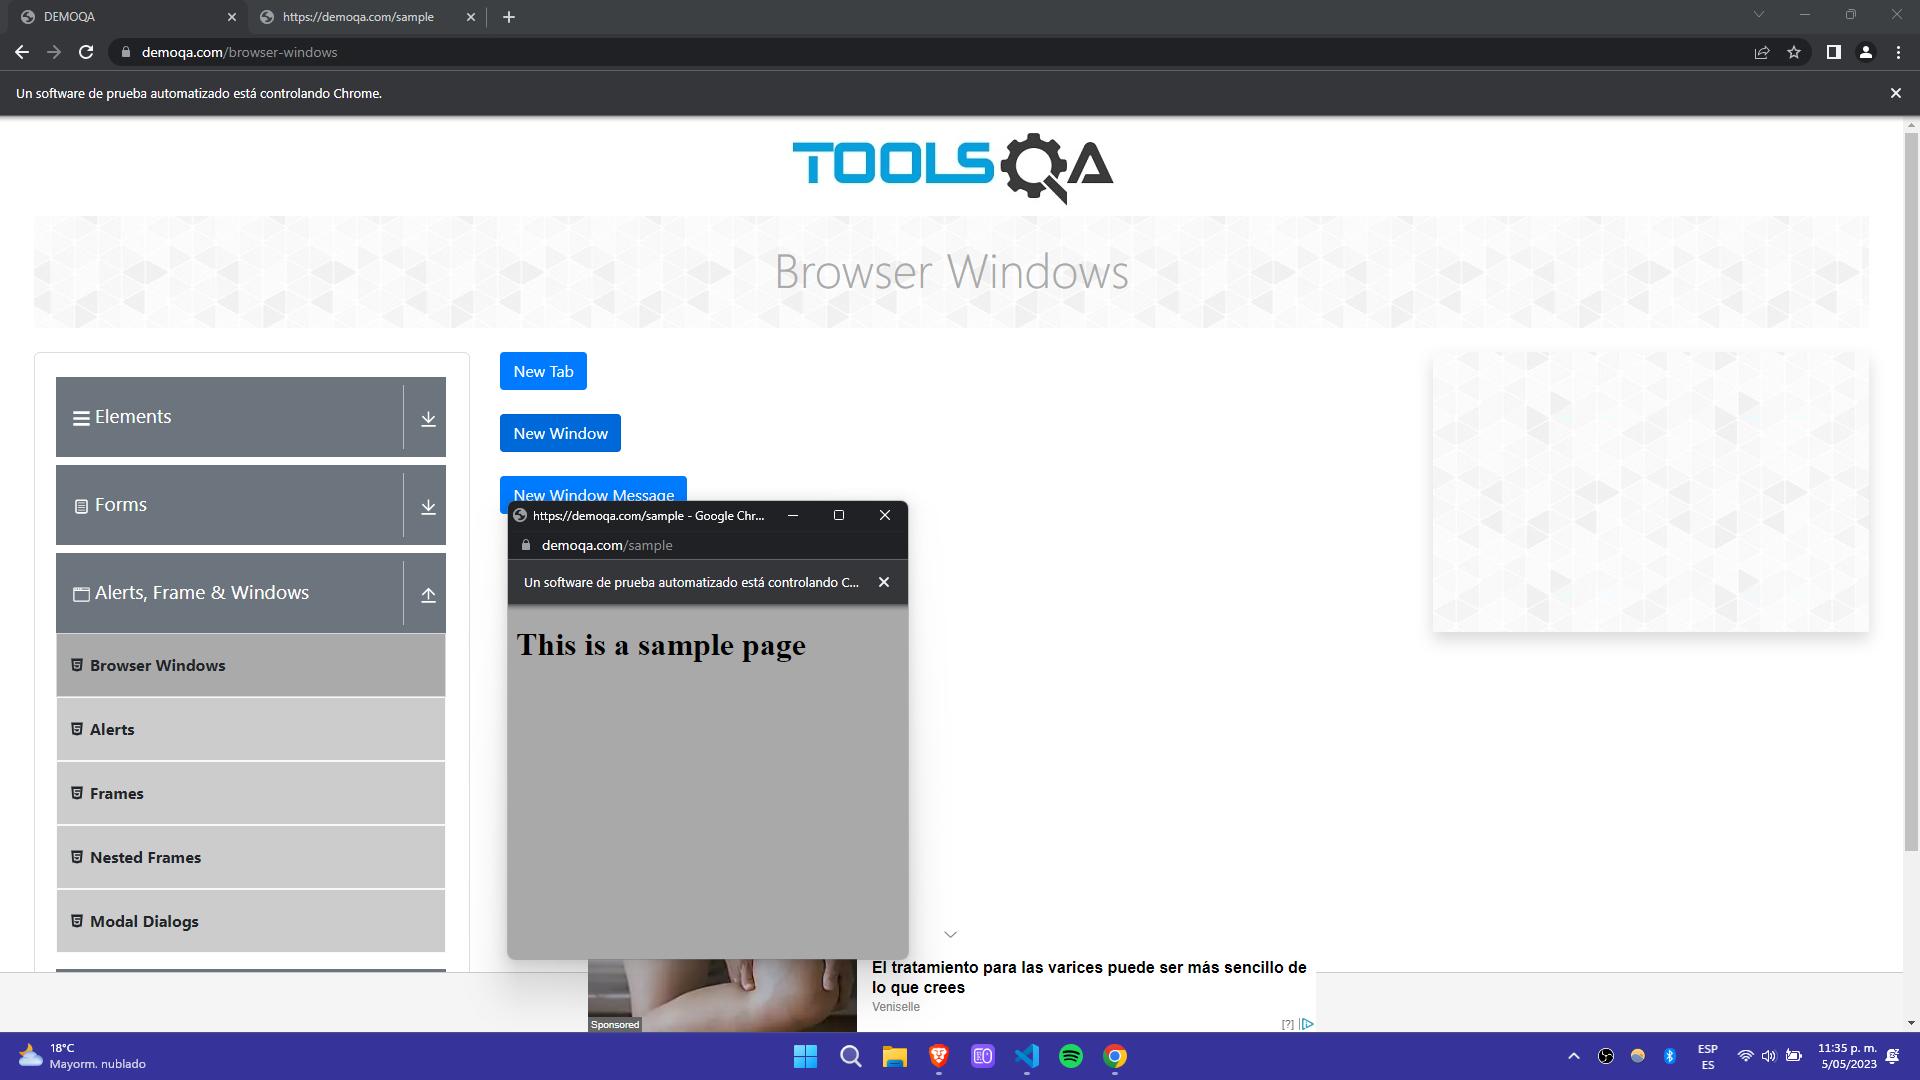 DEMOQA
https://demoqa.com/sample
demoqa.com/browser-windows
Un software de prueba automatizado está controlando Chrome.
TOOLSQA
Browser Windows
Elements
Forms
Alerts, Frame & Windows
Browser Windows
Alerts
Frames
Nested Frames
Modal Dialogs
New Tab
New Window
New Window Message
https://demoqa.com/sample - Google Chr...
demoqa.com/sample
Un software de prueba automatizado está controlando C...
This is a sample page
El tratamiento para las varices puede ser más sencillo de
lo que crees
Veniselle
Sponsored
[?]
18°C
Mayorm. nublado
ESP
ES
11:35 p. m.
5/05/2023